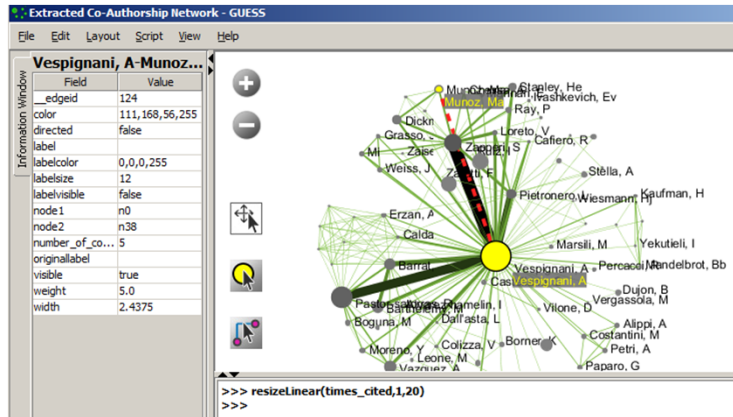 Extracted Co-Authorship Network - GUESS
File Edit Layout Script View Help
Information Window
Vespignani, A-Munoz...
Field Value
__edgeid 124
color 111,168,56,255
directed false
label
labelcolor 0,0,0,255
labelsize 12
labelvisible false
node1 n0
node2 n38
number_of_co... 5
originallabel
visible true
weight 5.0
width 2.4375
Stanley, He
Munoz, Ma
Ray, P
Loreto, V
Grasso,
Zapperi, S
Cafiero, R
Mi
Weiss, J
Stella, A
Pietronero,
Wiesmann, Hj
Kaufman, H
Erzan, A
Calda
Marsili, M
Yekutieli, I
Barrat
Vespignani, A
Percacci, R
Mandelbrot, Bb
Vespignani, A
Dujon, B
Vergassola, M
Vilone, D
Boguna, M
Dall'asta, L
Alippi, A
Costantini, M
Moreno, Y
Colizza, V
Borner, K
Petri, A
Leone, M
Vazquez, A
Paparo, G
>>> resizeLinear(times_cited,1,20)
>>>